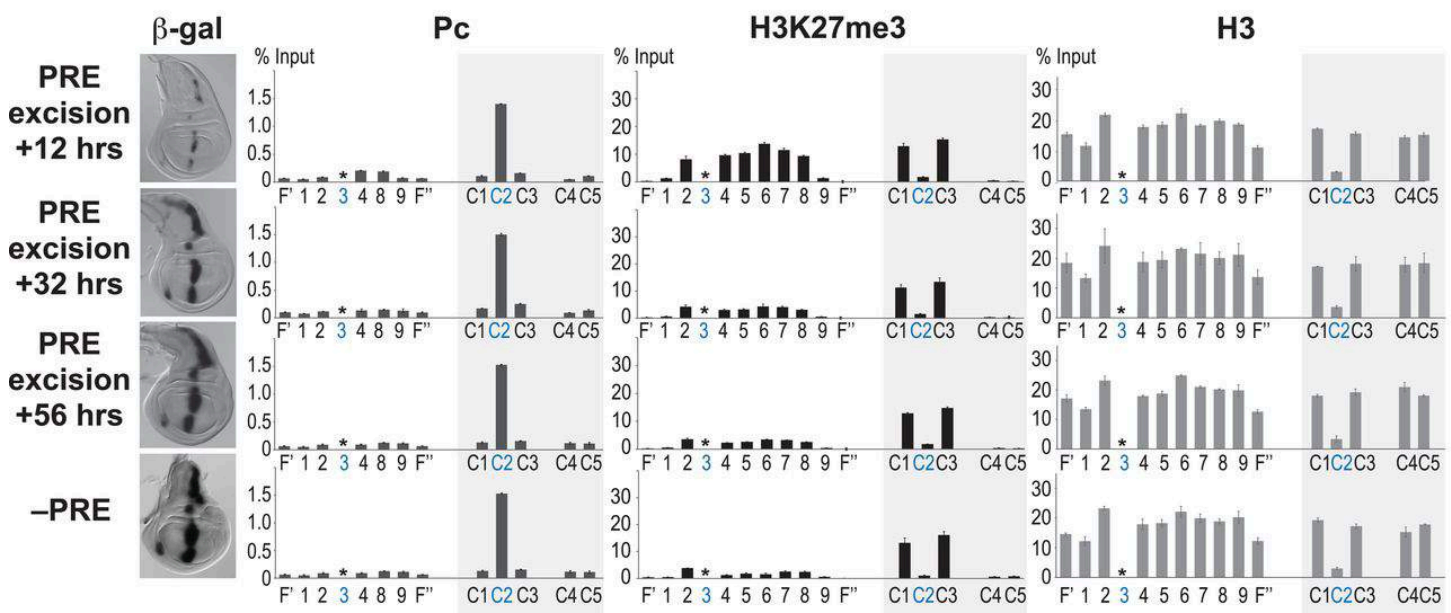 β-gal Pc H3K27me3 H3
% Input % Input % Input
PRE
excision
+12 hrs
1.5
1.0
0.5
0
F' 1 2 * 3 4 8 9 F" C1 C2 C3 C4 C5
30
20
10
0
F' 1 2 * 3 4 5 6 7 8 9 F" C1 C2 C3 C4 C5
30
20
10
0
F' 1 2 * 3 4 5 6 7 8 9 F" C1 C2 C3 C4 C5
PRE
excision
+32 hrs
1.5
1.0
0.5
0
F' 1 2 * 3 4 8 9 F" C1 C2 C3 C4 C5
30
20
10
0
F' 1 2 * 3 4 5 6 7 8 9 F" C1 C2 C3 C4 C5
30
20
10
0
F' 1 2 * 3 4 5 6 7 8 9 F" C1 C2 C3 C4 C5
PRE
excision
+56 hrs
1.5
1.0
0.5
0
F' 1 2 * 3 4 8 9 F" C1 C2 C3 C4 C5
30
20
10
0
F' 1 2 * 3 4 5 6 7 8 9 F" C1 C2 C3 C4 C5
30
20
10
0
F' 1 2 * 3 4 5 6 7 8 9 F" C1 C2 C3 C4 C5
–PRE
1.5
1.0
0.5
0
F' 1 2 * 3 4 8 9 F" C1 C2 C3 C4 C5
30
20
10
0
F' 1 2 * 3 4 5 6 7 8 9 F" C1 C2 C3 C4 C5
30
20
10
0
F' 1 2 * 3 4 5 6 7 8 9 F" C1 C2 C3 C4 C5